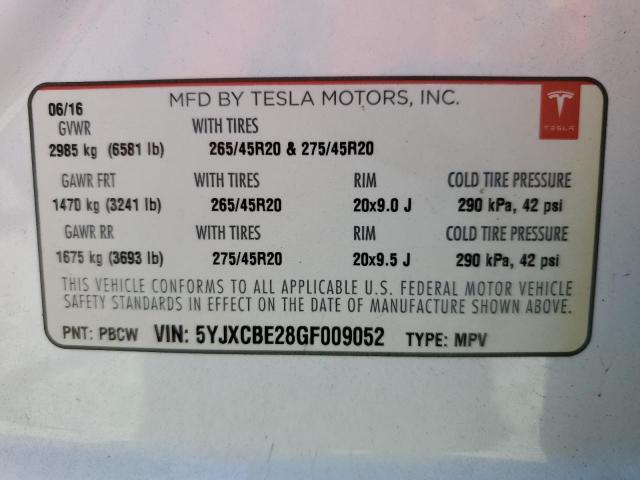 MFD BY TESLA MOTORS, INC.
06/16
GVWR WITH TIRES
2985 kg (6581 lb) 265/45R20 & 275/45R20
TESLA
GAWR FRT WITH TIRES RIM COLD TIRE PRESSURE
1470 kg (3241 lb) 265/45R20 20x9.0 J 290 kPa, 42 psi
GAWR RR WITH TIRES RIM COLD TIRE PRESSURE
1675 kg (3693 lb) 275/45R20 20x9.5 J 290 kPa, 42 psi
THIS VEHICLE CONFORMS TO ALL APPLICABLE U.S. FEDERAL MOTOR VEHICLE
SAFETY STANDARDS IN EFFECT ON THE DATE OF MANUFACTURE SHOWN ABOVE.
PNT: PBCW VIN: 5YJXCBE28GF009052 TYPE: MPV